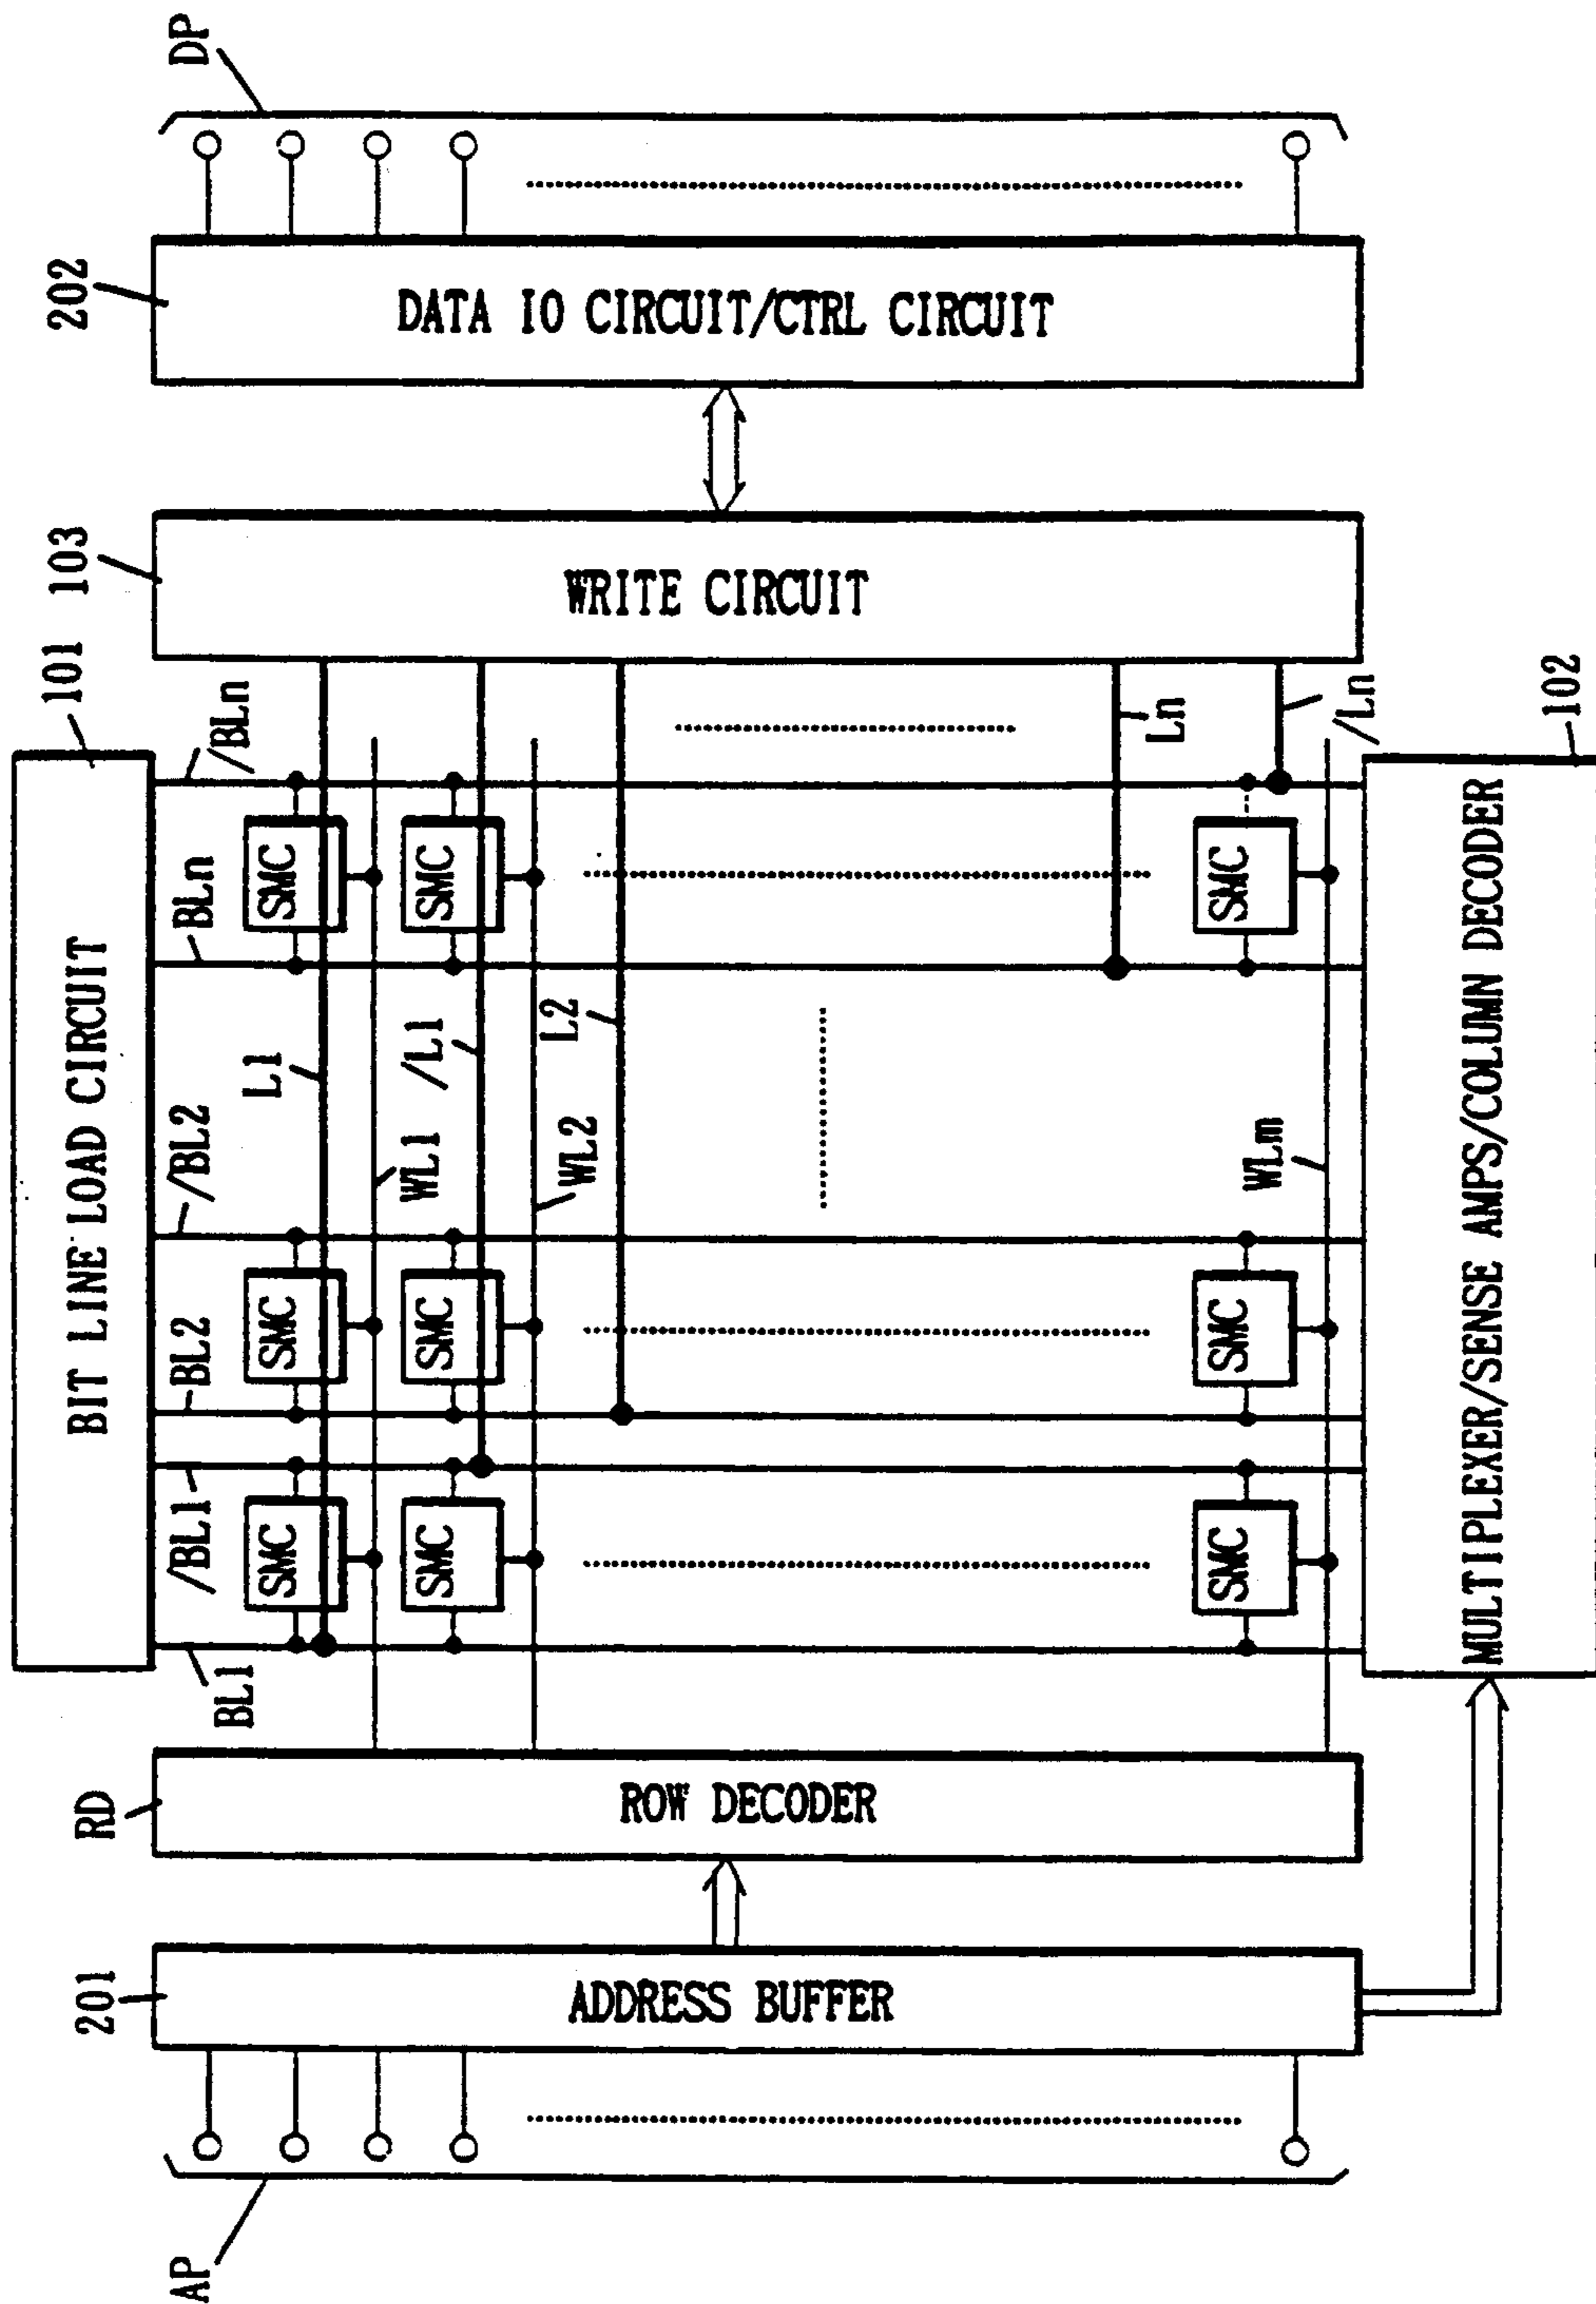 AP
201
ADDRESS BUFFER
RD
ROW DECODER
101
BIT LINE LOAD CIRCUIT
BL1
/BL1
BL2
/BL2
BLn
/BLn
SMC
SMC
SMC
L1
WL1
SMC
SMC
SMC
/L1
WL2
L2
Ln
SMC
SMC
SMC
WLm
/Ln
102
MULTIPLEXER/SENSE AMPS/COLUMN DECODER
103
WRITE CIRCUIT
202
DATA IO CIRCUIT/CTRL CIRCUIT
DP